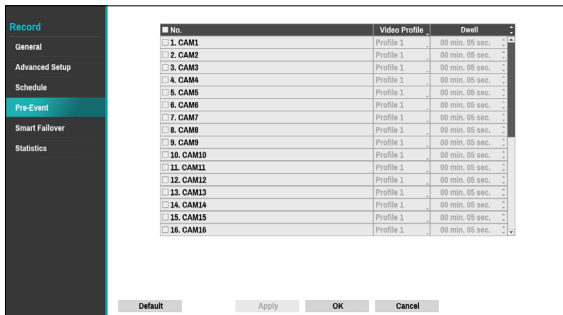 Record
General
Advanced Setup
Schedule
Pre-Event
Smart Failover
Statistics
No. Video Profile Dwell
1. CAM1 Profile 1 00 min. 05 sec.
2. CAM2 Profile 1 00 min. 05 sec.
3. CAM3 Profile 1 00 min. 05 sec.
4. CAM4 Profile 1 00 min. 05 sec.
5. CAM5 Profile 1 00 min. 05 sec.
6. CAM6 Profile 1 00 min. 05 sec.
7. CAM7 Profile 1 00 min. 05 sec.
8. CAM8 Profile 1 00 min. 05 sec.
9. CAM9 Profile 1 00 min. 05 sec.
10. CAM10 Profile 1 00 min. 05 sec.
11. CAM11 Profile 1 00 min. 05 sec.
12. CAM12 Profile 1 00 min. 05 sec.
13. CAM13 Profile 1 00 min. 05 sec.
14. CAM14 Profile 1 00 min. 05 sec.
15. CAM15 Profile 1 00 min. 05 sec.
16. CAM16 Profile 1 00 min. 05 sec.
Default Apply OK Cancel